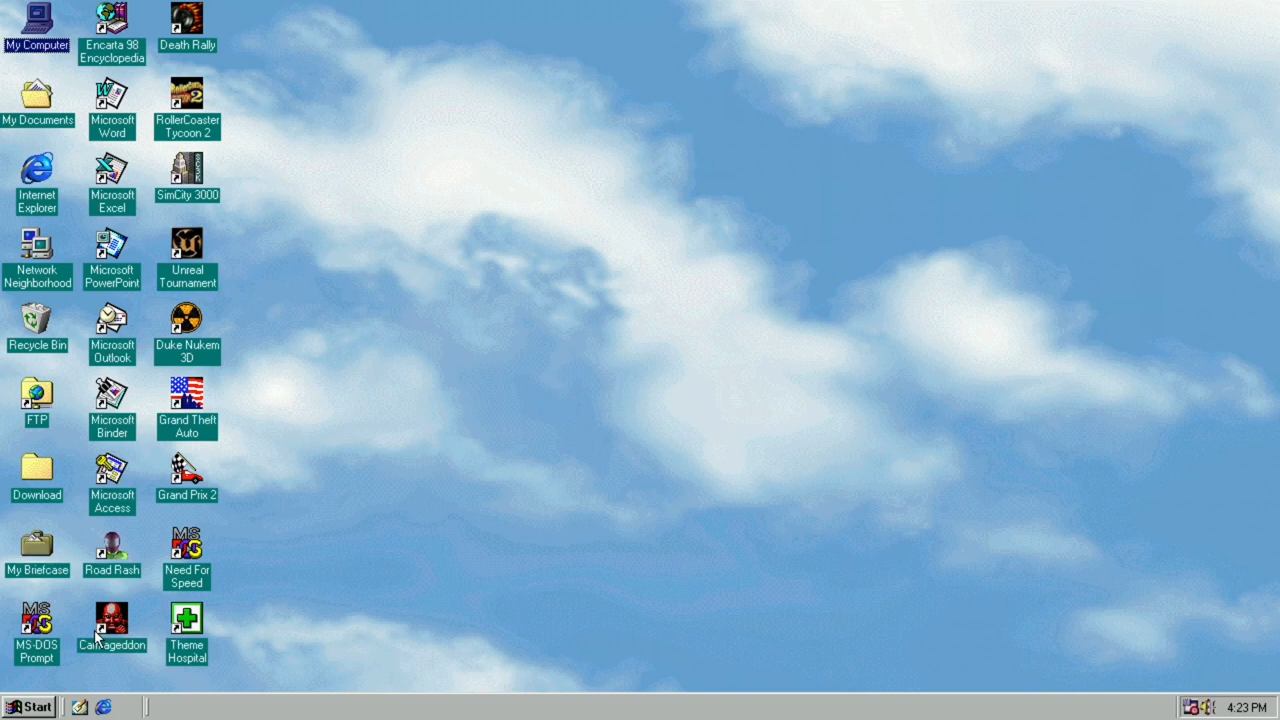 My Computer
Encarta 98
Encyclopedia
Death Rally
My Documents
Microsoft
Word
RollerCoaster
Tycoon 2
Internet
Explorer
Microsoft
Excel
SimCity 3000
Network
Neighborhood
Microsoft
PowerPoint
Unreal
Tournament
Recycle Bin
Microsoft
Outlook
Duke Nukem
3D
FTP
Microsoft
Binder
Grand Theft
Auto
Download
Microsoft
Access
Grand Prix 2
My Briefcase
Road Rash
MS
Need For
Speed
MS
MS-DOS
Prompt
Carmageddon
Theme
Hospital
Start
4:23 PM